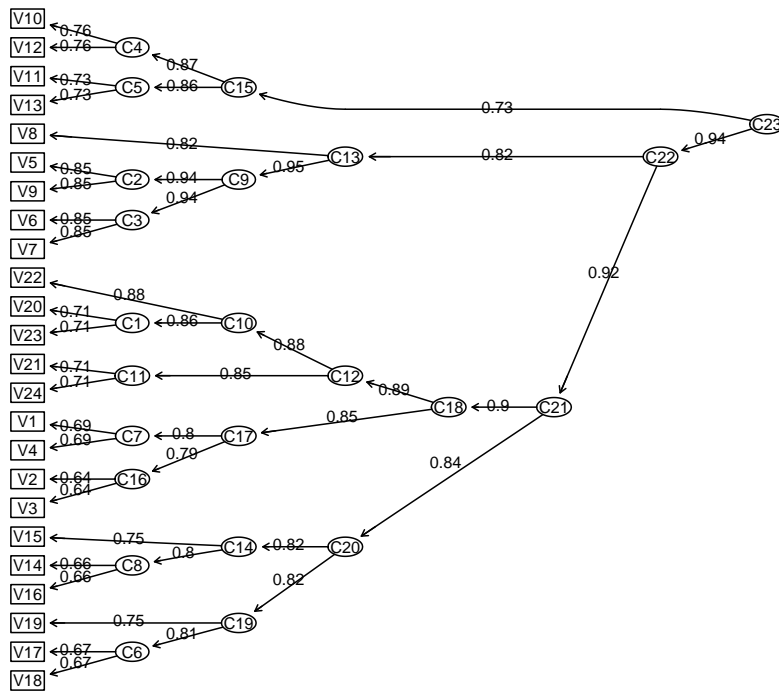 V10
0.76
V12
0.76
C4
0.87
V11
0.73
C5
0.86
C15
V13
0.73
0.73
C23
V8
0.82
C13
0.82
C22
0.94
V5
0.85
C2
0.94
C9
0.95
V9
0.85
V6
0.85
C3
0.94
V7
0.85
0.92
V22
0.88
V20
0.71
C1
0.86
C10
V23
0.71
0.88
V21
0.71
C11
0.85
C12
V24
0.71
0.89
C18
0.9
C21
V1
0.69
C7
0.8
C17
0.85
V4
0.69
0.79
V2
0.64
C16
V3
0.64
0.84
V15
0.75
C14
0.82
C20
V14
0.66
C8
0.8
V16
0.66
0.82
V19
0.75
C19
V17
0.67
C6
0.81
V18
0.67